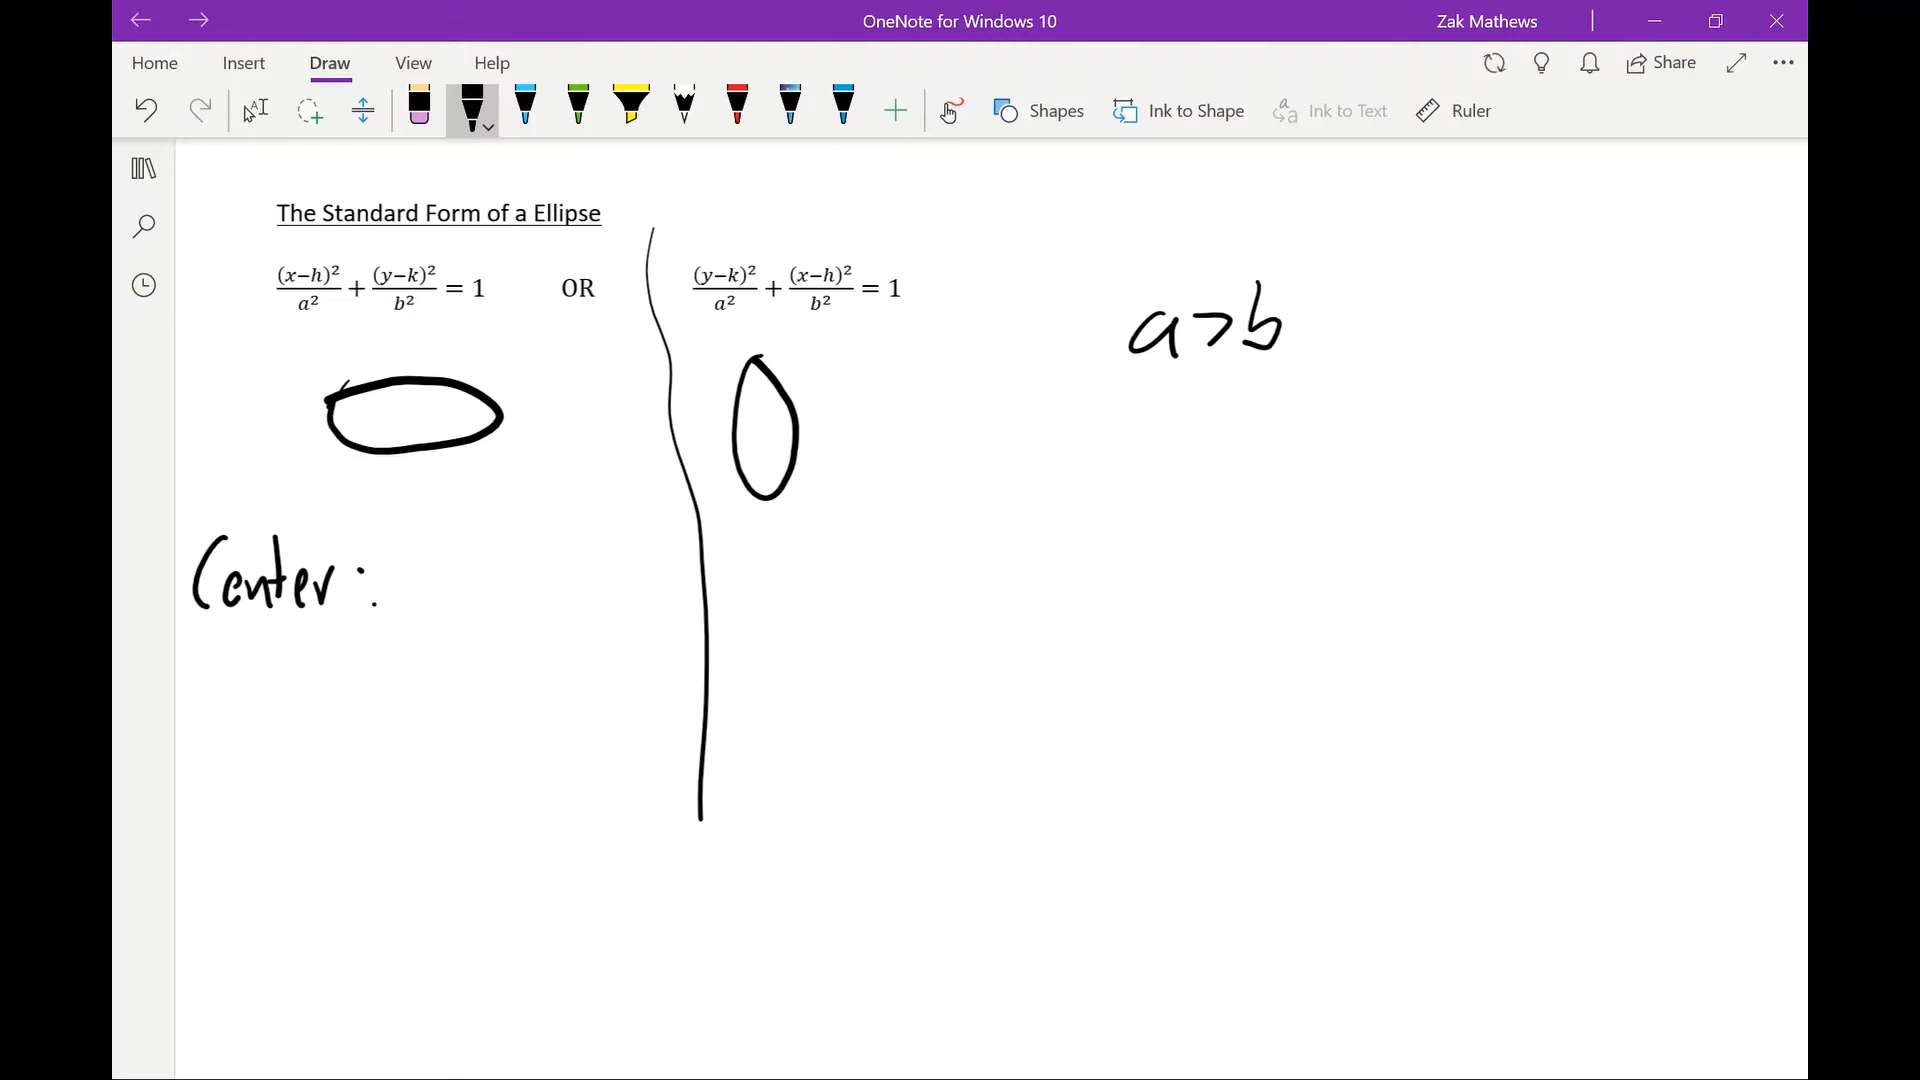 OneNote for Windows 10
Zak Mathews
Home Insert Draw View Help
Share
Shapes Ink to Shape Ink to Text Ruler
The Standard Form of a Ellipse
(x−h)²/a² + (y−k)²/b² = 1 OR (y−k)²/a² + (x−h)²/b² = 1
a>b
Center: